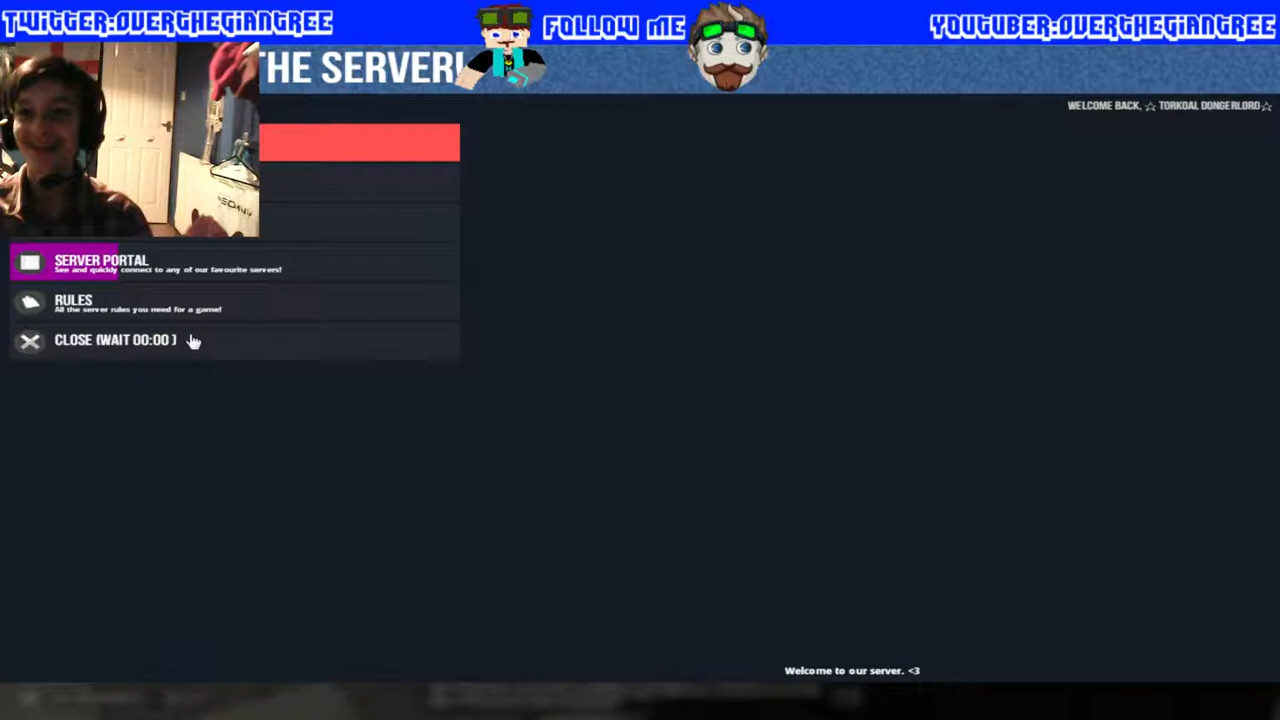 TWITTER:OVERTHEGIANTREE
FOLLOW ME
YOUTUBER:OVERTHEGIANTREE
THE SERVER!
WELCOME BACK, ☆ TORKOAL DONGERLORD☆
SERVER PORTAL
See and quickly connect to any of our favourite servers!
RULES
All the server rules you need for a game!
CLOSE (WAIT 00:00 )
Welcome to our server. <3